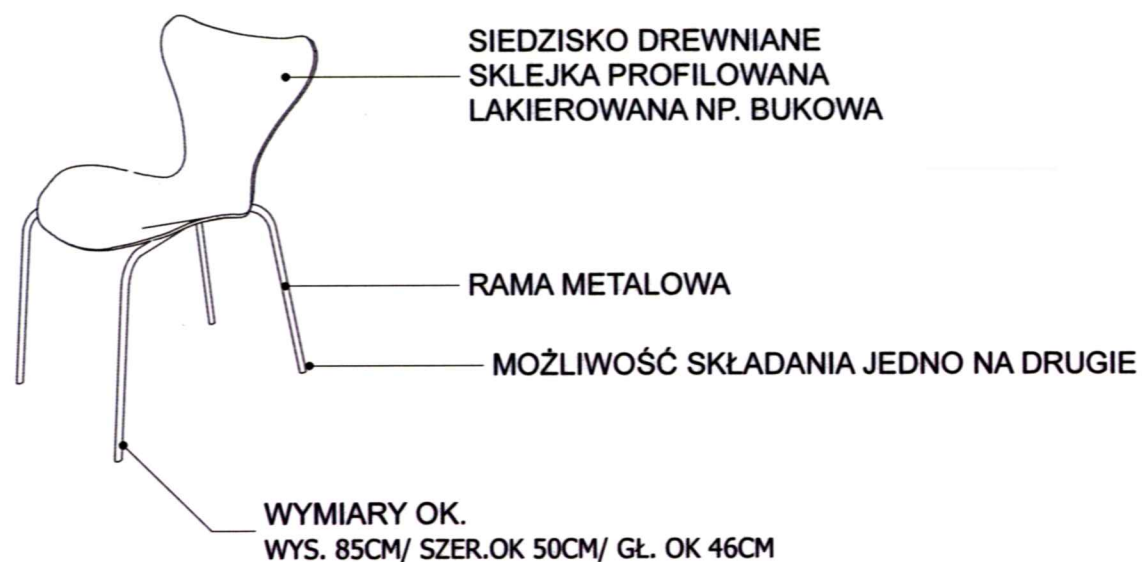 SIEDZISKO DREWNIANE
SKLEJKA PROFILOWANA
LAKIEROWANA NP. BUKOWA
RAMA METALOWA
MOŻLIWOŚĆ SKŁADANIA JEDNO NA DRUGIE
WYMIARY OK.
WYS. 85CM/ SZER.OK 50CM/ GŁ. OK 46CM